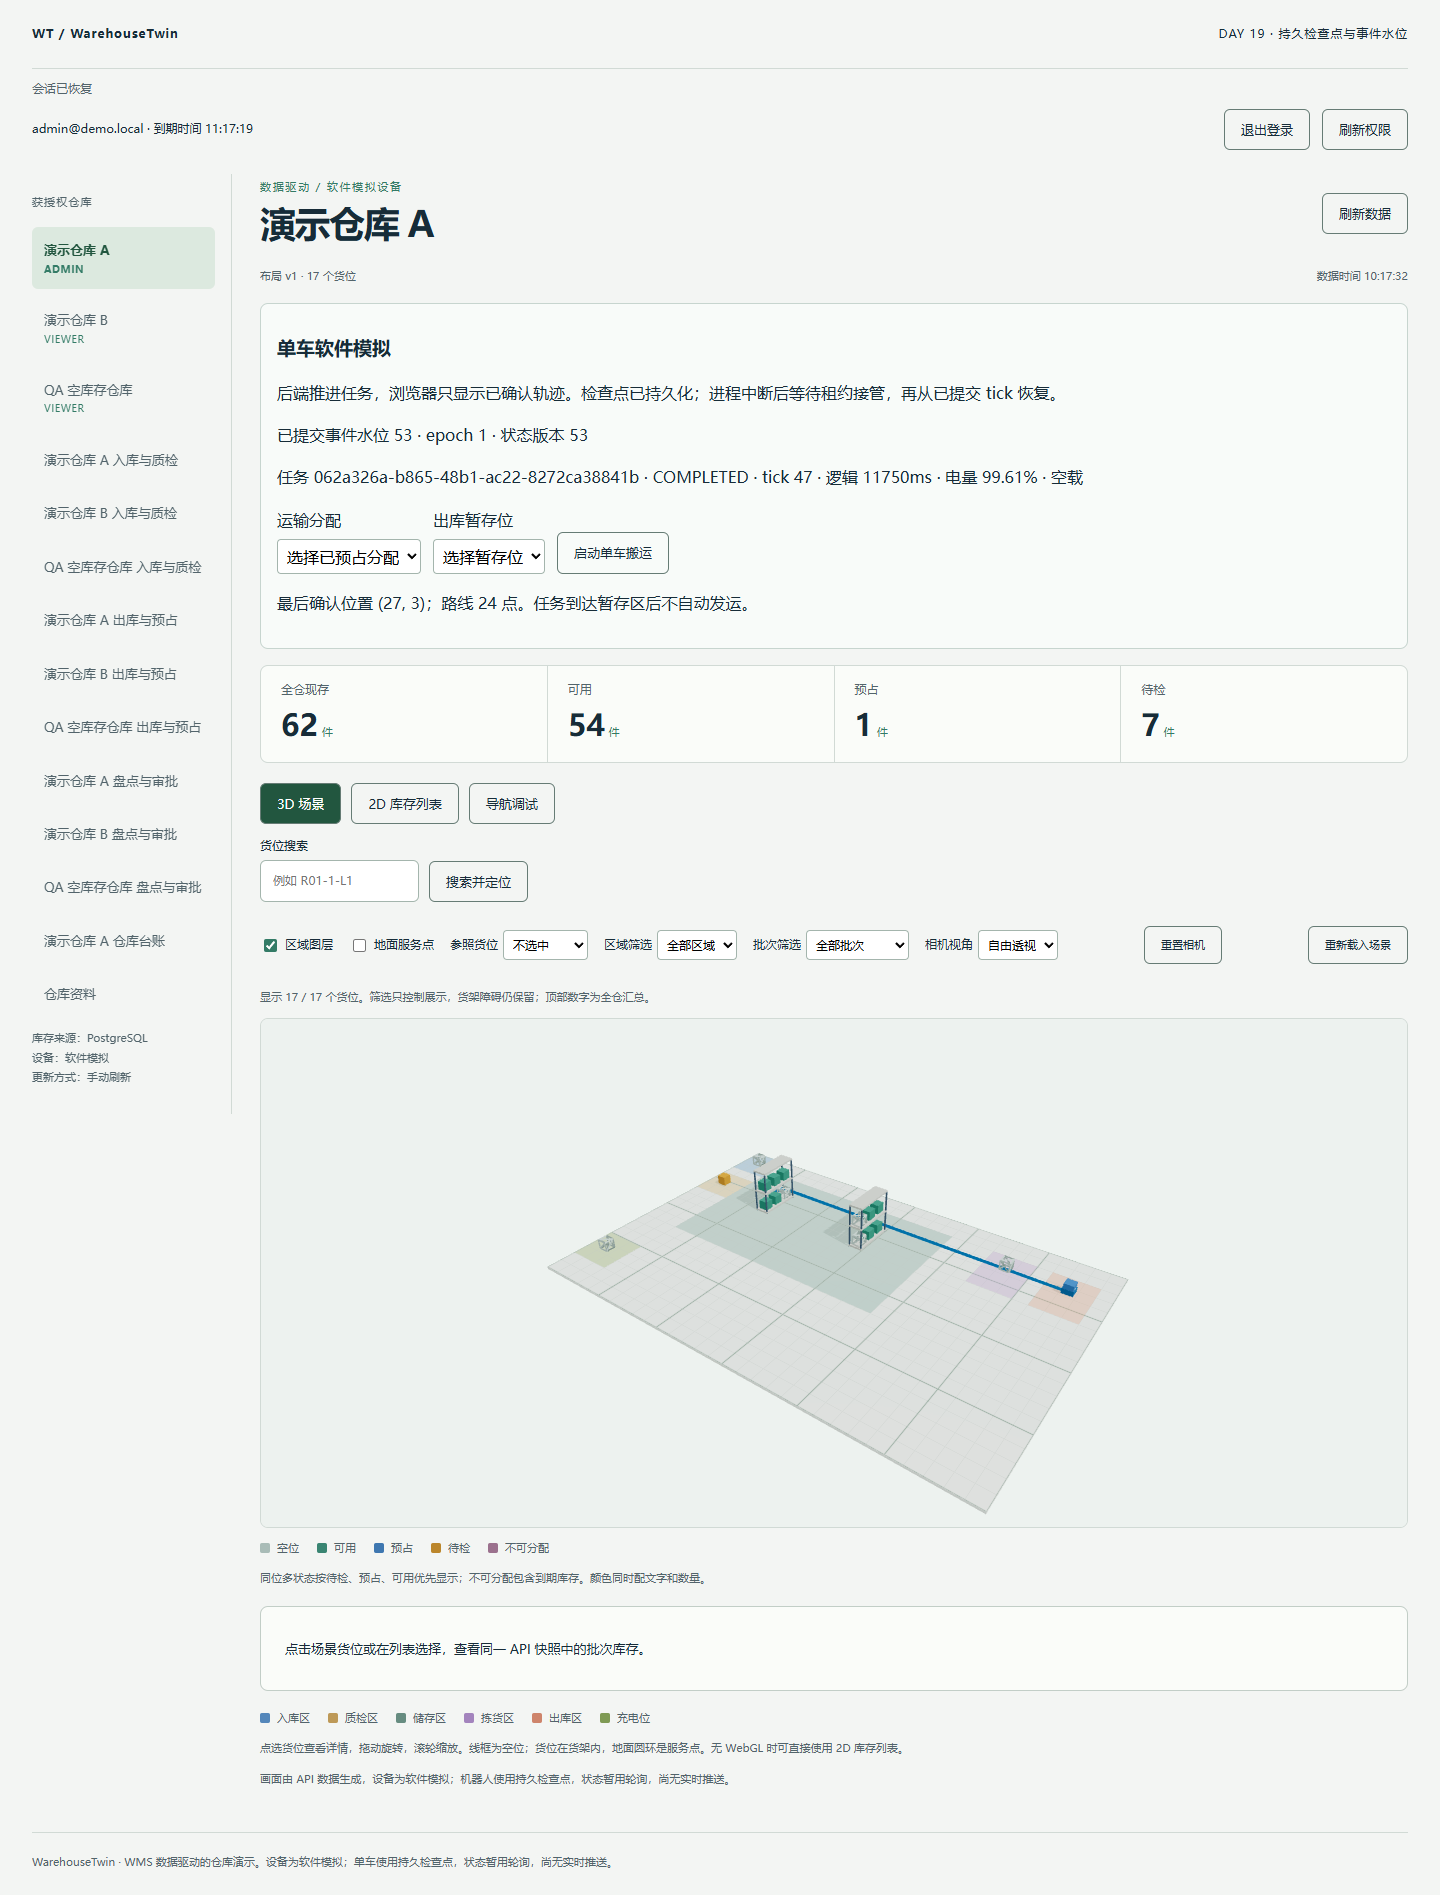 WT / WarehouseTwin
DAY 19 · 持久检查点与事件水位
会话已恢复
admin@demo.local · 到期时间 11:17:19
退出登录
刷新权限
获授权仓库
演示仓库 A
ADMIN
演示仓库 B
VIEWER
QA 空库存仓库
VIEWER
演示仓库 A 入库与质检
演示仓库 B 入库与质检
QA 空库存仓库 入库与质检
演示仓库 A 出库与预占
演示仓库 B 出库与预占
QA 空库存仓库 出库与预占
演示仓库 A 盘点与审批
演示仓库 B 盘点与审批
QA 空库存仓库 盘点与审批
演示仓库 A 仓库台账
仓库资料
库存来源：PostgreSQL
设备：软件模拟
更新方式：手动刷新
数据驱动 / 软件模拟设备
演示仓库 A
刷新数据
布局 v1 · 17 个货位
数据时间 10:17:32
单车软件模拟
后端推进任务，浏览器只显示已确认轨迹。检查点已持久化；进程中断后等待租约接管，再从已提交 tick 恢复。
已提交事件水位 53 · epoch 1 · 状态版本 53
任务 062a326a-b865-48b1-ac22-8272ca38841b · COMPLETED · tick 47 · 逻辑 11750ms · 电量 99.61% · 空载
运输分配
出库暂存位
选择已预占分配
选择暂存位
启动单车搬运
最后确认位置 (27, 3)；路线 24 点。任务到达暂存区后不自动发运。
全仓现存
62 件
可用
54 件
预占
1 件
待检
7 件
3D 场景
2D 库存列表
导航调试
货位搜索
例如 R01-1-L1
搜索并定位
区域图层
地面服务点
参照货位
不选中
区域筛选
全部区域
批次筛选
全部批次
相机视角
自由透视
重置相机
重新载入场景
显示 17 / 17 个货位。筛选只控制展示，货架障碍仍保留；顶部数字为全仓汇总。
空位
可用
预占
待检
不可分配
同位多状态按待检、预占、可用优先显示；不可分配包含到期库存。颜色同时配文字和数量。
点击场景货位或在列表选择，查看同一 API 快照中的批次库存。
入库区
质检区
储存区
拣货区
出库区
充电位
点选货位查看详情，拖动旋转，滚轮缩放。线框为空位；货位在货架内，地面圆环是服务点。无 WebGL 时可直接使用 2D 库存列表。
画面由 API 数据生成，设备为软件模拟；机器人使用持久检查点，状态暂用轮询，尚无实时推送。
WarehouseTwin · WMS 数据驱动的仓库演示。设备为软件模拟；单车使用持久检查点，状态暂用轮询，尚无实时推送。